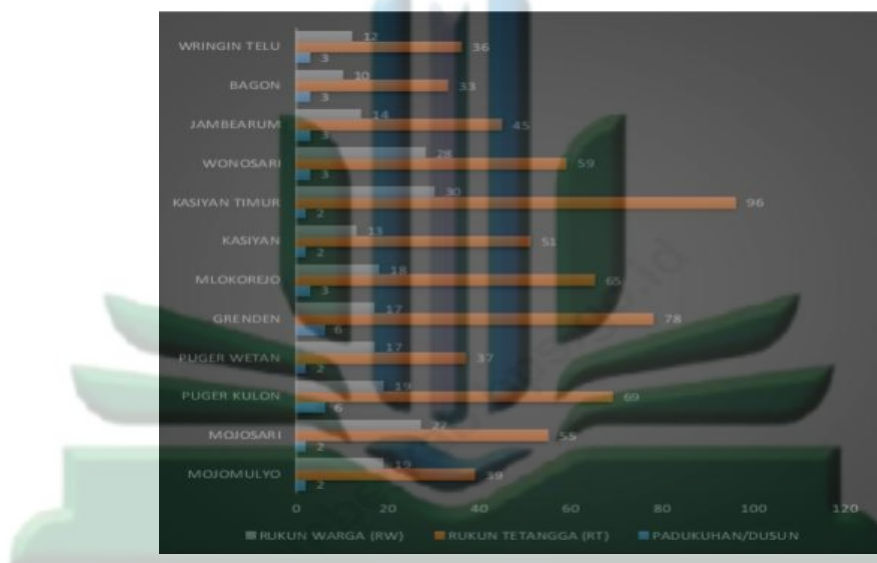 WRINGIN TELU 12 36 3
BAGON 10 33 3
JAMBEARUM 14 45 3
WONOSARI 28 59 3
KASIYAN TIMUR 30 96 2
KASIYAN 13 51 2
MLOKOREJO 18 65 3
GRENDEN 17 78 6
PUGER WETAN 17 37 2
PUGER KULON 19 69 6
MOJOSARI 27 55 2
MOJOMULYO 19 39 2
0 20 40 60 80 100 120
RUKUN WARGA (RW) RUKUN TETANGGA (RT) PADUKUHAN/DUSUN